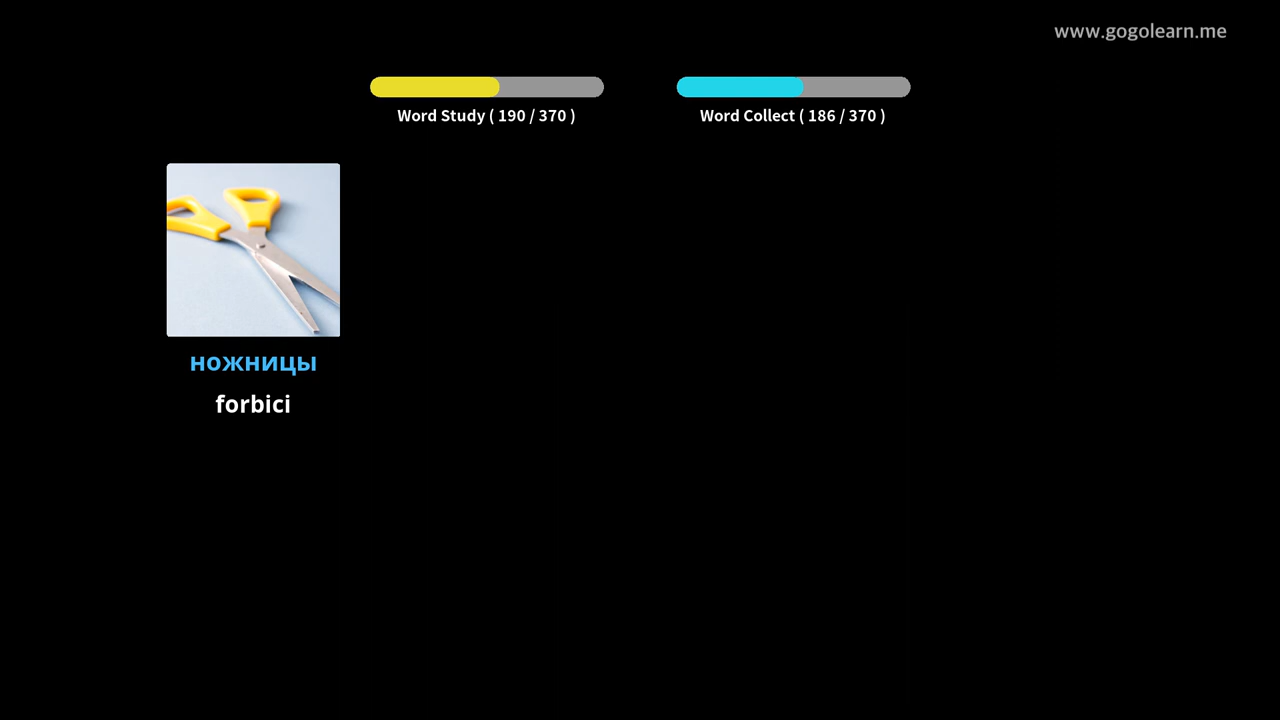 www.gogolearn.me
Word Study ( 190 / 370 )
Word Collect ( 186 / 370 )
ножницы
forbici